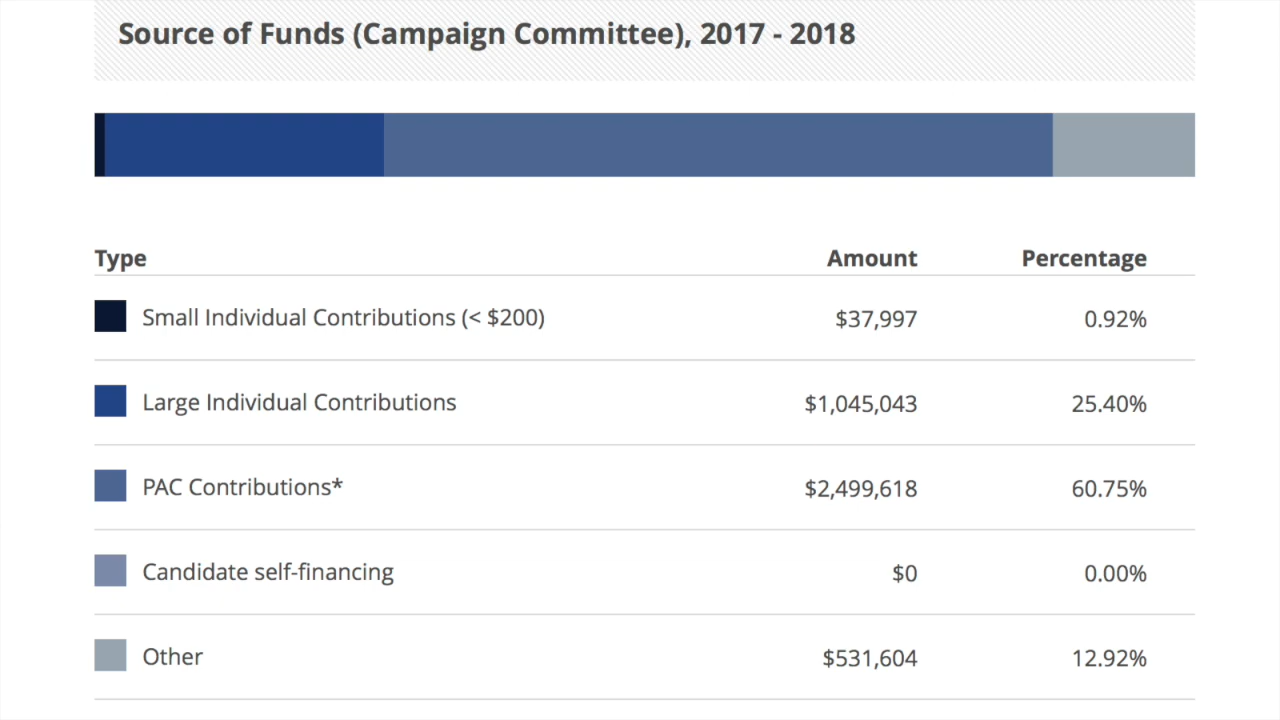 Source of Funds (Campaign Committee), 2017 - 2018
Type Amount Percentage
Small Individual Contributions (< $200) $37,997 0.92%
Large Individual Contributions $1,045,043 25.40%
PAC Contributions* $2,499,618 60.75%
Candidate self-financing $0 0.00%
Other $531,604 12.92%